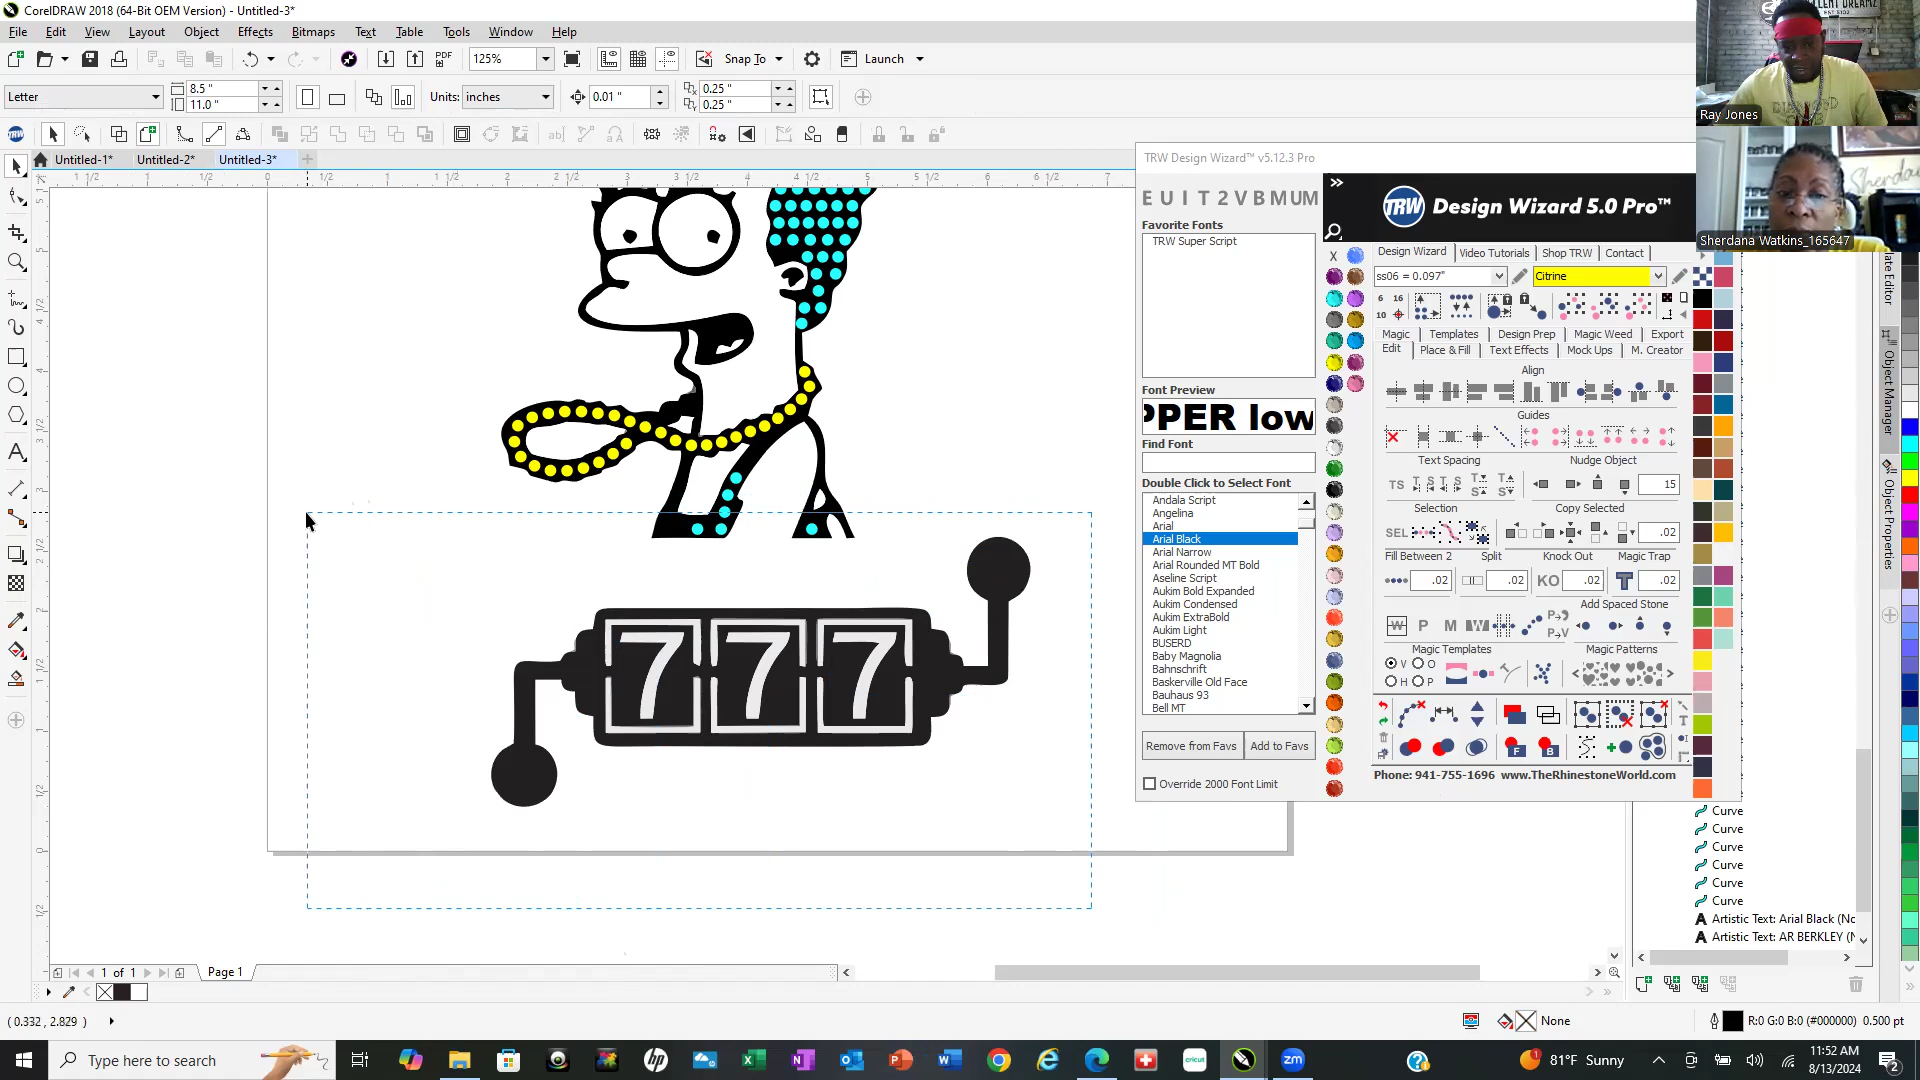 CorelDRAW 2018 (64-Bit OEM Version) - Untitled-3*
File Edit View Layout Object Effects Bitmaps Text Table Tools Window Help
125% Snap To Launch
Letter 8.5 " 11.0 " Units: inches 0.01 " 0.25 " 0.25 "
Untitled-1* Untitled-2* Untitled-3*
TRW Design Wizard™ v5.12.3 Pro
E U I T 2 V B M U M
Favorite Fonts
TRW Super Script
Font Preview
PPER low
Find Font
Double Click to Select Font
Andala Script
Angelina
Arial
Arial Black
Arial Narrow
Arial Rounded MT Bold
Aseline Script
Aukim Bold Expanded
Aukim Condensed
Aukim ExtraBold
Aukim Light
BUSERD
Baby Magnolia
Bahnschrift
Baskerville Old Face
Bauhaus 93
Bell MT
Remove from Favs Add to Favs
Override 2000 Font Limit
TRW Design Wizard 5.0 Pro™
Design Wizard Video Tutorials Shop TRW Contact
ss06 = 0.097" Citrine
6 16
10
Magic Templates Design Prep Magic Weed Export
Edit Place & Fill Text Effects Mock Ups M. Creator
Align
Guides
Text Spacing Nudge Object
TS 15
Selection Copy Selected
SEL .02
Fill Between 2 Split Knock Out Magic Trap
.02 .02 KO .02 .02
Add Spaced Stone
W P M W
Magic Templates Magic Patterns
V O
H P
Phone: 941-755-1696 www.TheRhinestoneWorld.com
Ray Jones
Sherdana Watkins_165647
Object Manager
Object Properties
777
Curve
Curve
Curve
Curve
Curve
Curve
Artistic Text: Arial Black (No
Artistic Text: AR BERKLEY (N
1 of 1 Page 1
( 0.332 , 2.829 ) None R:0 G:0 B:0 (#000000) 0.500 pt
Type here to search
81°F Sunny
11:52 AM
8/13/2024